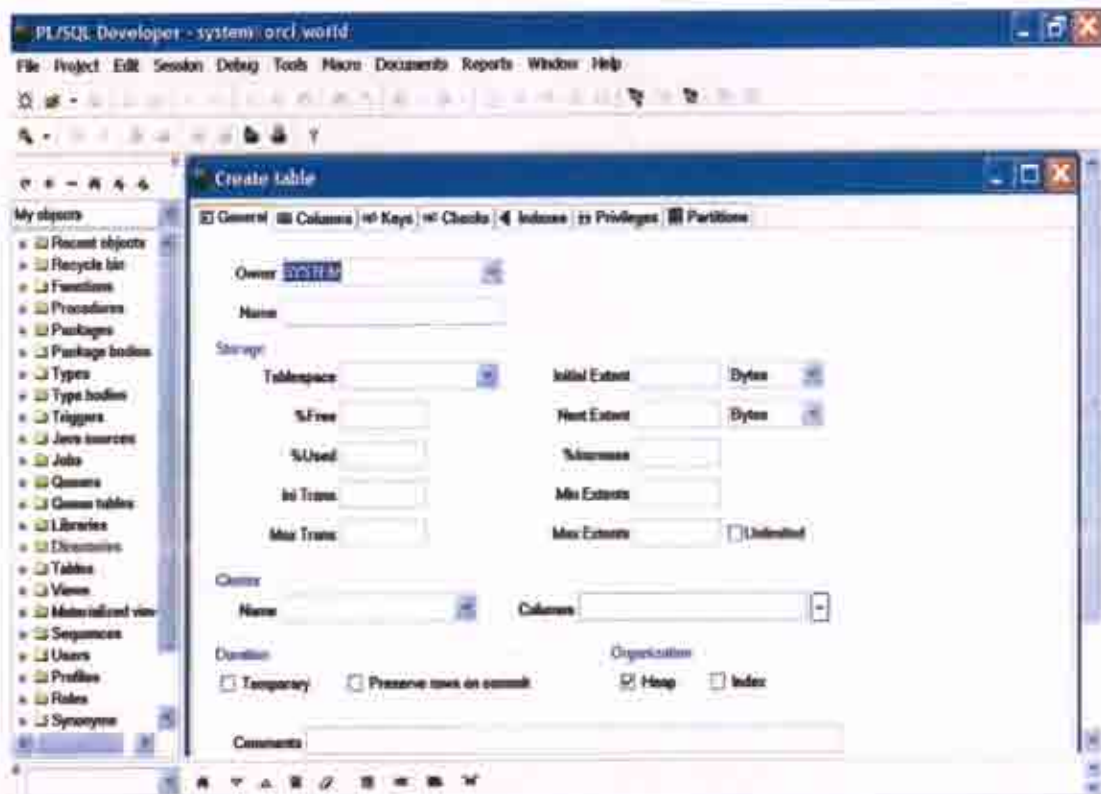 PL/SQL Developer - system orcl world
File Project Edit Session Debug Tools Macro Documents Reports Window Help
Create table
My objects
General Columns Keys Checks Indexes Privileges Partitions
Recent objects
Recycle bin
Functions
Procedures
Packages
Package bodies
Types
Type bodies
Triggers
Java sources
Jobs
Queues
Queue tables
Libraries
Directories
Tables
Views
Materialized view
Sequences
Users
Profiles
Roles
Synonyms
Owner SYSTEM
Name
Storage
Tablespace Initial Extent Bytes
%Free Next Extent Bytes
%Used %Increase
Ini Trans Min Extents
Max Trans Max Extents Unlimited
Cluster
Name Columns
Duration Organization
Temporary Preserve rows on commit Heap Index
Comments